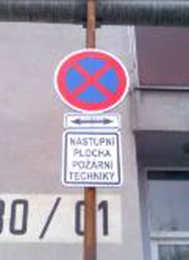 NÁSTUPNÍ
PLOCHA
POŽÁRNÍ
TECHNIKY
30/01